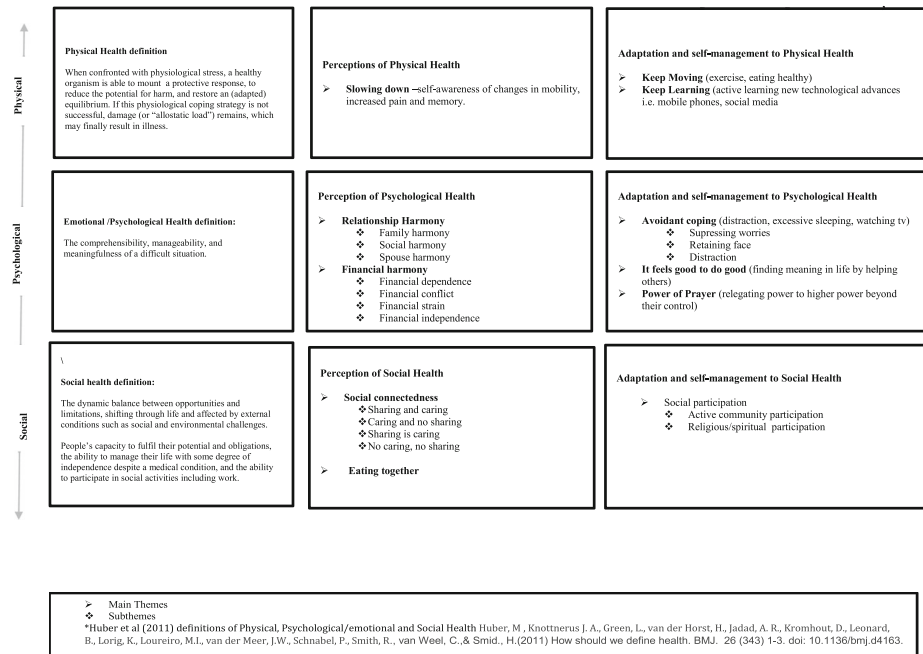 Physical
Physical Health definition
When confronted with physiological stress, a healthy
organism is able to mount a protective response, to
reduce the potential for harm, and restore an (adapted)
equilibrium. If this physiological coping strategy is not
successful, damage (or “allostatic load”) remains, which
may finally result in illness.
Perceptions of Physical Health
➢ Slowing down –self-awareness of changes in mobility,
increased pain and memory.
Adaptation and self-management to Physical Health
➢ Keep Moving (exercise, eating healthy)
➢ Keep Learning (active learning new technological advances
i.e. mobile phones, social media
Psychological
Emotional /Psychological Health definition:
The comprehensibility, manageability, and
meaningfulness of a difficult situation.
Perception of Psychological Health
➢ Relationship Harmony
❖ Family harmony
❖ Social harmony
❖ Spouse harmony
➢ Financial harmony
❖ Financial dependence
❖ Financial conflict
❖ Financial strain
❖ Financial independence
Adaptation and self-management to Psychological Health
➢ Avoidant coping (distraction, excessive sleeping, watching tv)
❖ Supressing worries
❖ Retaining face
❖ Distraction
➢ It feels good to do good (finding meaning in life by helping
others)
➢ Power of Prayer (relegating power to higher power beyond
their control)
Social
\
Social health definition:
The dynamic balance between opportunities and
limitations, shifting through life and affected by external
conditions such as social and environmental challenges.
People’s capacity to fulfil their potential and obligations,
the ability to manage their life with some degree of
independence despite a medical condition, and the ability
to participate in social activities including work.
Perception of Social Health
➢ Social connectedness
❖Sharing and caring
❖Caring and no sharing
❖Sharing is caring
❖No caring, no sharing
➢ Eating together
Adaptation and self-management to Social Health
➢ Social participation
❖ Active community participation
❖ Religious/spiritual participation
➢ Main Themes
❖ Subthemes
*Huber et al (2011) definitions of Physical, Psychological/emotional and Social Health Huber, M , Knottnerus J. A., Green, L., van der Horst, H., Jadad, A. R., Kromhout, D., Leonard,
B., Lorig, K., Loureiro, M.I., van der Meer, J.W., Schnabel, P., Smith, R., van Weel, C.,& Smid., H.(2011) How should we define health. BMJ. 26 (343) 1-3. doi: 10.1136/bmj.d4163.